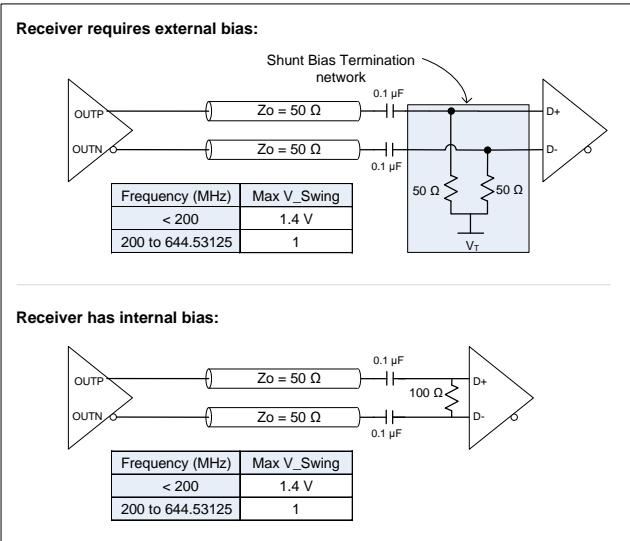 Receiver requires external bias:
Shunt Bias Termination
network
0.1 µF
OUTP
Zo = 50 Ω
D+
OUTN
Zo = 50 Ω
D-
0.1 µF
50 Ω
50 Ω
VT
Frequency (MHz) Max V_Swing
< 200 1.4 V
200 to 644.53125 1
Receiver has internal bias:
0.1 µF
OUTP
Zo = 50 Ω
D+
100 Ω
OUTN
Zo = 50 Ω
D-
0.1 µF
Frequency (MHz) Max V_Swing
< 200 1.4 V
200 to 644.53125 1